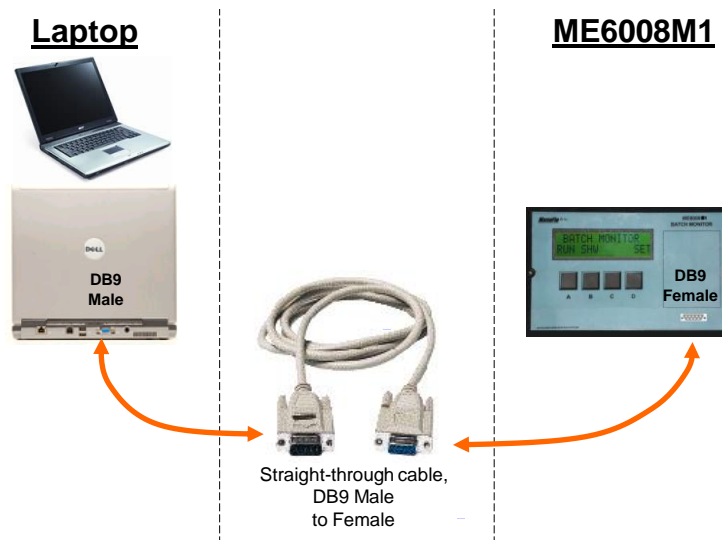 Laptop
ME6008M1
DELL
DB9
Male
BATCH MONITOR
BATCH MONITOR
RUN SHW SET
A B C D
DB9
Female
Straight-through cable,
DB9 Male
to Female